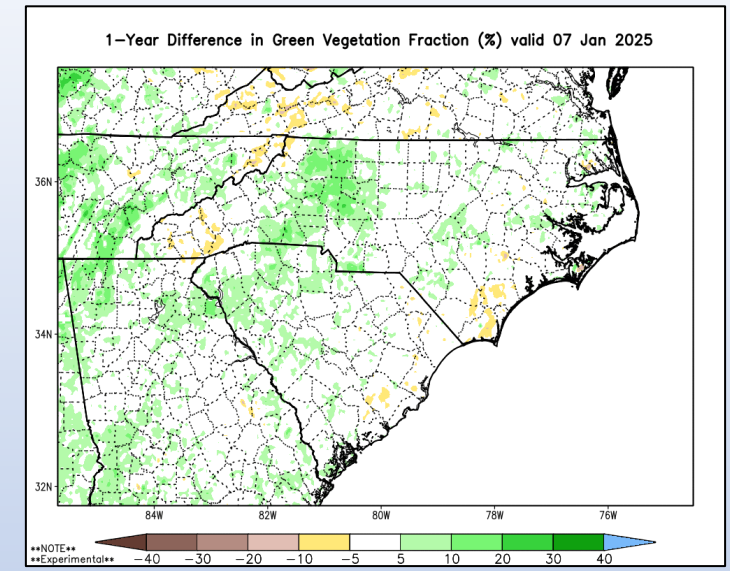 1-Year Difference in Green Vegetation Fraction (%) valid 07 Jan 2025
36N
34N
32N
84W 82W 80W 78W 76W
**NOTE**
**Experimental** -40 -30 -20 -10 -5 5 10 20 30 40